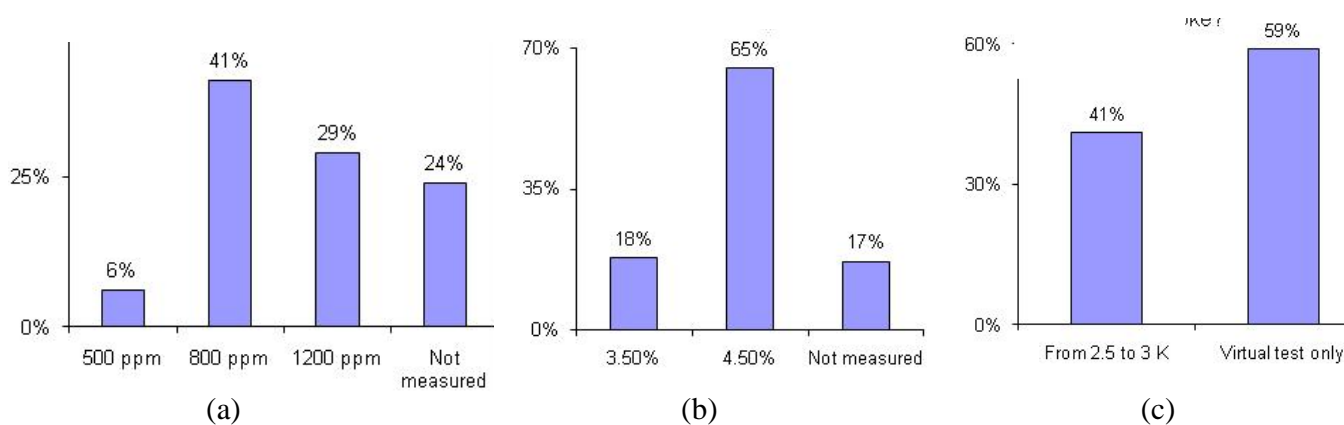 41%
29%
24%
25%
6%
0%
500 ppm 800 ppm 1200 ppm Not measured
(a)
70%
65%
35%
18%
17%
0%
3.50% 4.50% Not measured
(b)
60%
59%
41%
30%
0%
From 2.5 to 3 K Virtual test only
(c)